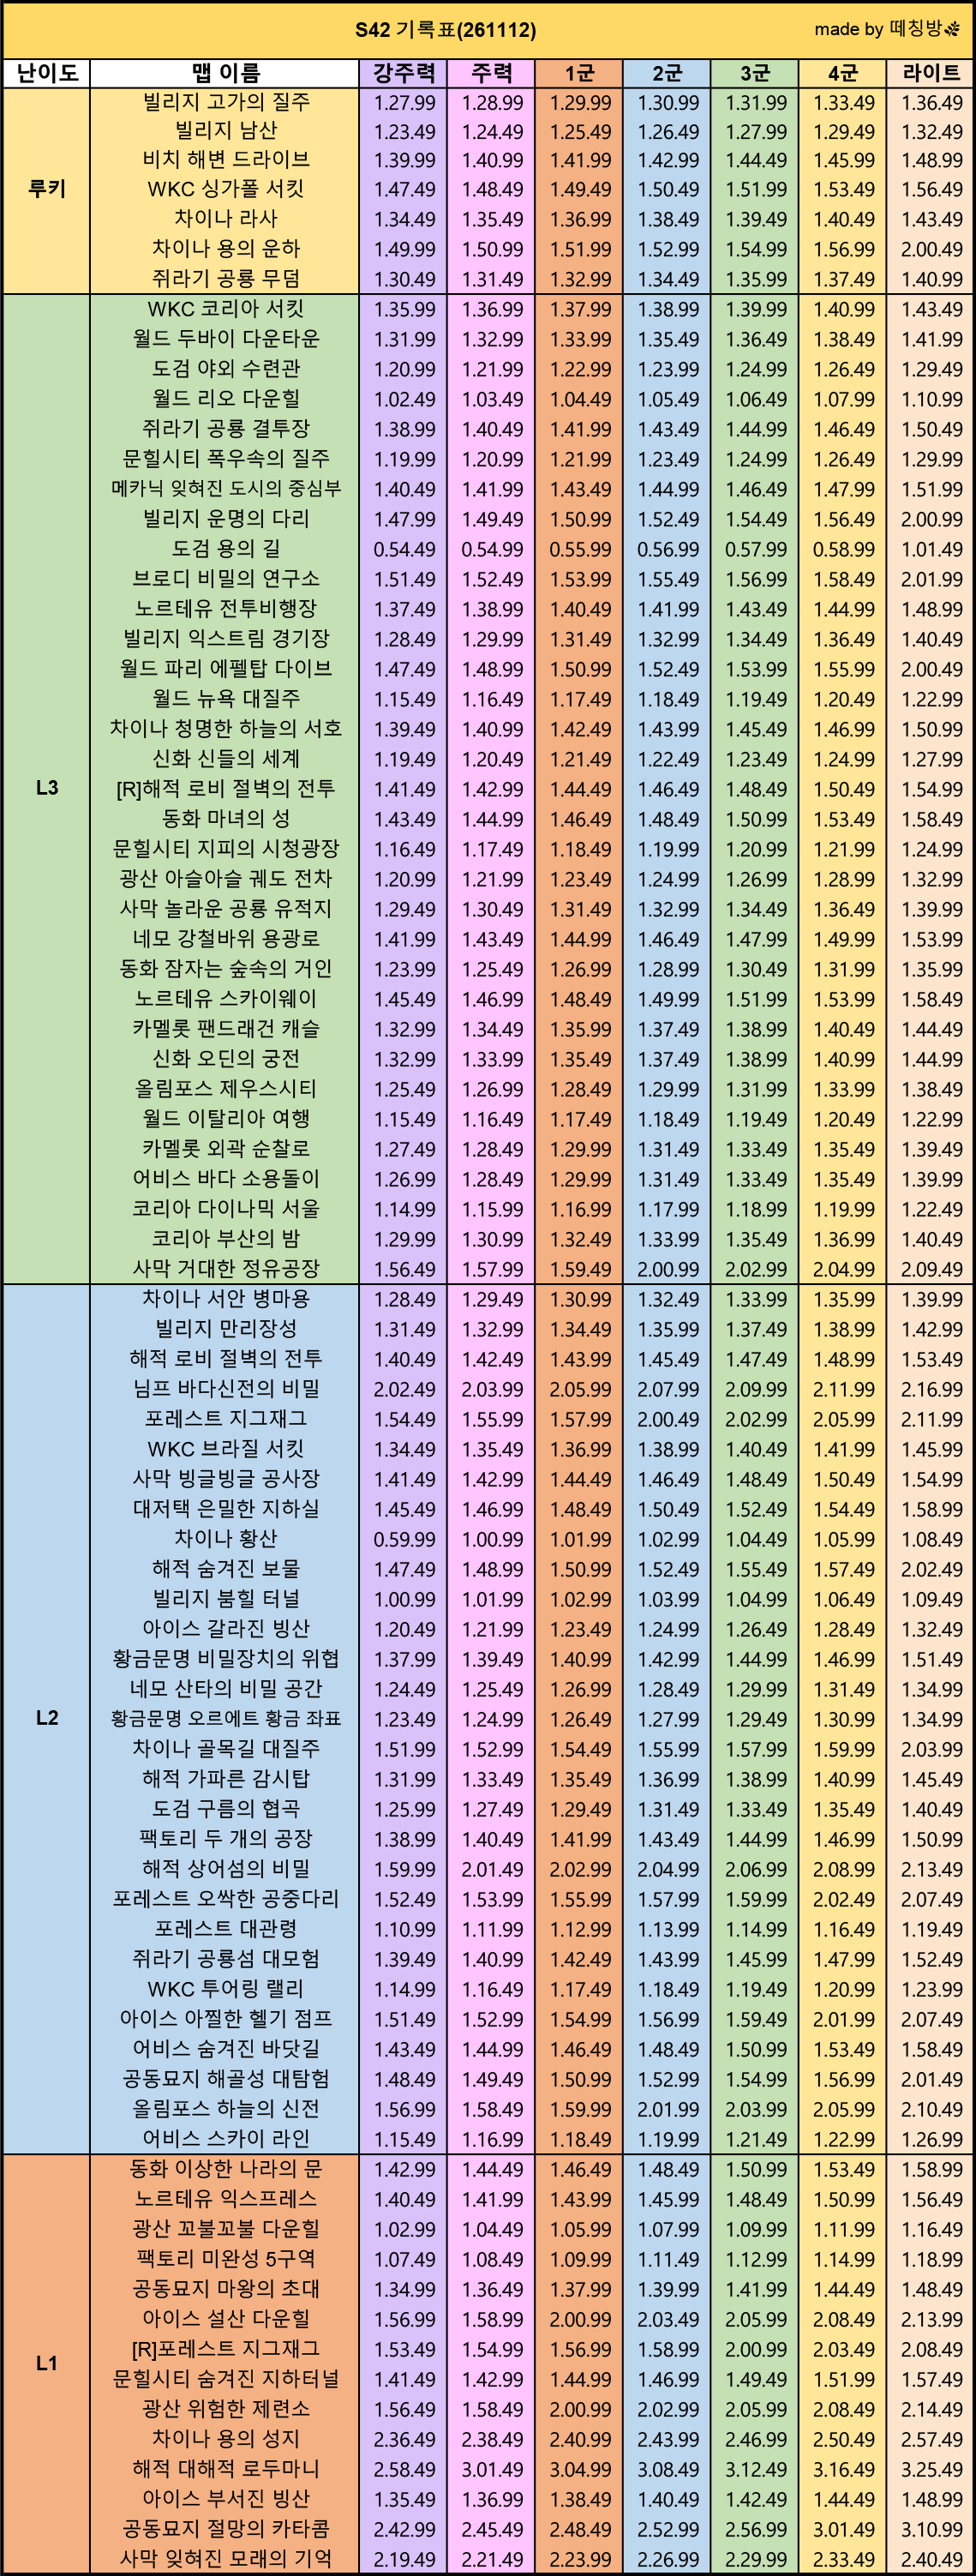 S42 기록표(261112) made by 떼칭방
난이도 맵 이름 강주력 주력 1군 2군 3군 4군 라이트
빌리지 고가의 질주 1.27.99 1.28.99 1.29.99 1.30.99 1.31.99 1.33.49 1.36.49
빌리지 남산 1.23.49 1.24.49 1.25.49 1.26.49 1.27.99 1.29.49 1.32.49
비치 해변 드라이브 1.39.99 1.40.99 1.41.99 1.42.99 1.44.49 1.45.99 1.48.99
루키 WKC 싱가폴 서킷 1.47.49 1.48.49 1.49.49 1.50.49 1.51.99 1.53.49 1.56.49
차이나 라사 1.34.49 1.35.49 1.36.99 1.38.49 1.39.49 1.40.49 1.43.49
차이나 용의 운하 1.49.99 1.50.99 1.51.99 1.52.99 1.54.99 1.56.99 2.00.49
쥐라기 공룡 무덤 1.30.49 1.31.49 1.32.99 1.34.49 1.35.99 1.37.49 1.40.99
WKC 코리아 서킷 1.35.99 1.36.99 1.37.99 1.38.99 1.39.99 1.40.99 1.43.49
월드 두바이 다운타운 1.31.99 1.32.99 1.33.99 1.35.49 1.36.49 1.38.49 1.41.99
도검 야외 수련관 1.20.99 1.21.99 1.22.99 1.23.99 1.24.99 1.26.49 1.29.49
월드 리오 다운힐 1.02.49 1.03.49 1.04.49 1.05.49 1.06.49 1.07.99 1.10.99
쥐라기 공룡 결투장 1.38.99 1.40.49 1.41.99 1.43.49 1.44.99 1.46.49 1.50.49
문힐시티 폭우속의 질주 1.19.99 1.20.99 1.21.99 1.23.49 1.24.99 1.26.49 1.29.99
메카닉 잊혀진 도시의 중심부 1.40.49 1.41.99 1.43.49 1.44.99 1.46.49 1.47.99 1.51.99
빌리지 운명의 다리 1.47.99 1.49.49 1.50.99 1.52.49 1.54.49 1.56.49 2.00.99
도검 용의 길 0.54.49 0.54.99 0.55.99 0.56.99 0.57.99 0.58.99 1.01.49
브로디 비밀의 연구소 1.51.49 1.52.49 1.53.99 1.55.49 1.56.99 1.58.49 2.01.99
노르테유 전투비행장 1.37.49 1.38.99 1.40.49 1.41.99 1.43.49 1.44.99 1.48.99
빌리지 익스트림 경기장 1.28.49 1.29.99 1.31.49 1.32.99 1.34.49 1.36.49 1.40.49
월드 파리 에펠탑 다이브 1.47.49 1.48.99 1.50.99 1.52.49 1.53.99 1.55.99 2.00.49
월드 뉴욕 대질주 1.15.49 1.16.49 1.17.49 1.18.49 1.19.49 1.20.49 1.22.99
차이나 청명한 하늘의 서호 1.39.49 1.40.99 1.42.49 1.43.99 1.45.49 1.46.99 1.50.99
신화 신들의 세계 1.19.49 1.20.49 1.21.49 1.22.49 1.23.49 1.24.99 1.27.99
L3 [R]해적 로비 절벽의 전투 1.41.49 1.42.99 1.44.49 1.46.49 1.48.49 1.50.49 1.54.99
동화 마녀의 성 1.43.49 1.44.99 1.46.49 1.48.49 1.50.99 1.53.49 1.58.49
문힐시티 지피의 시청광장 1.16.49 1.17.49 1.18.49 1.19.99 1.20.99 1.21.99 1.24.99
광산 아슬아슬 궤도 전차 1.20.99 1.21.99 1.23.49 1.24.99 1.26.99 1.28.99 1.32.99
사막 놀라운 공룡 유적지 1.29.49 1.30.49 1.31.49 1.32.99 1.34.49 1.36.49 1.39.99
네모 강철바위 용광로 1.41.99 1.43.49 1.44.99 1.46.49 1.47.99 1.49.99 1.53.99
동화 잠자는 숲속의 거인 1.23.99 1.25.49 1.26.99 1.28.99 1.30.49 1.31.99 1.35.99
노르테유 스카이웨이 1.45.49 1.46.99 1.48.49 1.49.99 1.51.99 1.53.99 1.58.49
카멜롯 팬드래건 캐슬 1.32.99 1.34.49 1.35.99 1.37.49 1.38.99 1.40.49 1.44.49
신화 오딘의 궁전 1.32.99 1.33.99 1.35.49 1.37.49 1.38.99 1.40.99 1.44.99
올림포스 제우스시티 1.25.49 1.26.99 1.28.49 1.29.99 1.31.99 1.33.99 1.38.49
월드 이탈리아 여행 1.15.49 1.16.49 1.17.49 1.18.49 1.19.49 1.20.49 1.22.99
카멜롯 외곽 순찰로 1.27.49 1.28.49 1.29.99 1.31.49 1.33.49 1.35.49 1.39.49
어비스 바다 소용돌이 1.26.99 1.28.49 1.29.99 1.31.49 1.33.49 1.35.49 1.39.99
코리아 다이나믹 서울 1.14.99 1.15.99 1.16.99 1.17.99 1.18.99 1.19.99 1.22.49
코리아 부산의 밤 1.29.99 1.30.99 1.32.49 1.33.99 1.35.49 1.36.99 1.40.49
사막 거대한 정유공장 1.56.49 1.57.99 1.59.49 2.00.99 2.02.99 2.04.99 2.09.49
차이나 서안 병마용 1.28.49 1.29.49 1.30.99 1.32.49 1.33.99 1.35.99 1.39.99
빌리지 만리장성 1.31.49 1.32.99 1.34.49 1.35.99 1.37.49 1.38.99 1.42.99
해적 로비 절벽의 전투 1.40.49 1.42.49 1.43.99 1.45.49 1.47.49 1.48.99 1.53.49
님프 바다신전의 비밀 2.02.49 2.03.99 2.05.99 2.07.99 2.09.99 2.11.99 2.16.99
포레스트 지그재그 1.54.49 1.55.99 1.57.99 2.00.49 2.02.99 2.05.99 2.11.99
WKC 브라질 서킷 1.34.49 1.35.49 1.36.99 1.38.99 1.40.49 1.41.99 1.45.99
사막 빙글빙글 공사장 1.41.49 1.42.99 1.44.49 1.46.49 1.48.49 1.50.49 1.54.99
대저택 은밀한 지하실 1.45.49 1.46.99 1.48.49 1.50.49 1.52.49 1.54.49 1.58.99
차이나 황산 0.59.99 1.00.99 1.01.99 1.02.99 1.04.49 1.05.99 1.08.49
해적 숨겨진 보물 1.47.49 1.48.99 1.50.99 1.52.49 1.55.49 1.57.49 2.02.49
빌리지 붐힐 터널 1.00.99 1.01.99 1.02.99 1.03.99 1.04.99 1.06.49 1.09.49
아이스 갈라진 빙산 1.20.49 1.21.99 1.23.49 1.24.99 1.26.49 1.28.49 1.32.49
황금문명 비밀장치의 위협 1.37.99 1.39.49 1.40.99 1.42.99 1.44.99 1.46.99 1.51.49
네모 산타의 비밀 공간 1.24.49 1.25.49 1.26.99 1.28.49 1.29.99 1.31.49 1.34.99
L2 황금문명 오르에트 황금 좌표 1.23.49 1.24.99 1.26.49 1.27.99 1.29.49 1.30.99 1.34.99
차이나 골목길 대질주 1.51.99 1.52.99 1.54.49 1.55.99 1.57.99 1.59.99 2.03.99
해적 가파른 감시탑 1.31.99 1.33.49 1.35.49 1.36.99 1.38.99 1.40.99 1.45.49
도검 구름의 협곡 1.25.99 1.27.49 1.29.49 1.31.49 1.33.49 1.35.49 1.40.49
팩토리 두 개의 공장 1.38.99 1.40.49 1.41.99 1.43.49 1.44.99 1.46.99 1.50.99
해적 상어섬의 비밀 1.59.99 2.01.49 2.02.99 2.04.99 2.06.99 2.08.99 2.13.49
포레스트 오싹한 공중다리 1.52.49 1.53.99 1.55.99 1.57.99 1.59.99 2.02.49 2.07.49
포레스트 대관령 1.10.99 1.11.99 1.12.99 1.13.99 1.14.99 1.16.49 1.19.49
쥐라기 공룡섬 대모험 1.39.49 1.40.99 1.42.49 1.43.99 1.45.99 1.47.99 1.52.49
WKC 투어링 랠리 1.14.99 1.16.49 1.17.49 1.18.49 1.19.49 1.20.99 1.23.99
아이스 아찔한 헬기 점프 1.51.49 1.52.99 1.54.99 1.56.99 1.59.49 2.01.99 2.07.49
어비스 숨겨진 바닷길 1.43.49 1.44.99 1.46.49 1.48.49 1.50.99 1.53.49 1.58.49
공동묘지 해골성 대탐험 1.48.49 1.49.49 1.50.99 1.52.99 1.54.99 1.56.99 2.01.49
올림포스 하늘의 신전 1.56.99 1.58.49 1.59.99 2.01.99 2.03.99 2.05.99 2.10.49
어비스 스카이 라인 1.15.49 1.16.99 1.18.49 1.19.99 1.21.49 1.22.99 1.26.99
동화 이상한 나라의 문 1.42.99 1.44.49 1.46.49 1.48.49 1.50.99 1.53.49 1.58.99
노르테유 익스프레스 1.40.49 1.41.99 1.43.99 1.45.99 1.48.49 1.50.99 1.56.49
광산 꼬불꼬불 다운힐 1.02.99 1.04.49 1.05.99 1.07.99 1.09.99 1.11.99 1.16.49
팩토리 미완성 5구역 1.07.49 1.08.49 1.09.99 1.11.49 1.12.99 1.14.99 1.18.99
공동묘지 마왕의 초대 1.34.99 1.36.49 1.37.99 1.39.99 1.41.99 1.44.49 1.48.49
아이스 설산 다운힐 1.56.99 1.58.99 2.00.99 2.03.49 2.05.99 2.08.49 2.13.99
[R]포레스트 지그재그 1.53.49 1.54.99 1.56.99 1.58.99 2.00.99 2.03.49 2.08.49
L1 문힐시티 숨겨진 지하터널 1.41.49 1.42.99 1.44.99 1.46.99 1.49.49 1.51.99 1.57.49
광산 위험한 제련소 1.56.49 1.58.49 2.00.99 2.02.99 2.05.99 2.08.49 2.14.49
차이나 용의 성지 2.36.49 2.38.49 2.40.99 2.43.99 2.46.99 2.50.49 2.57.49
해적 대해적 로두마니 2.58.49 3.01.49 3.04.99 3.08.49 3.12.49 3.16.49 3.25.49
아이스 부서진 빙산 1.35.49 1.36.99 1.38.49 1.40.49 1.42.49 1.44.49 1.48.99
공동묘지 절망의 카타콤 2.42.99 2.45.49 2.48.49 2.52.99 2.56.99 3.01.49 3.10.99
사막 잊혀진 모래의 기억 2.19.49 2.21.49 2.23.99 2.26.99 2.29.99 2.33.49 2.40.49